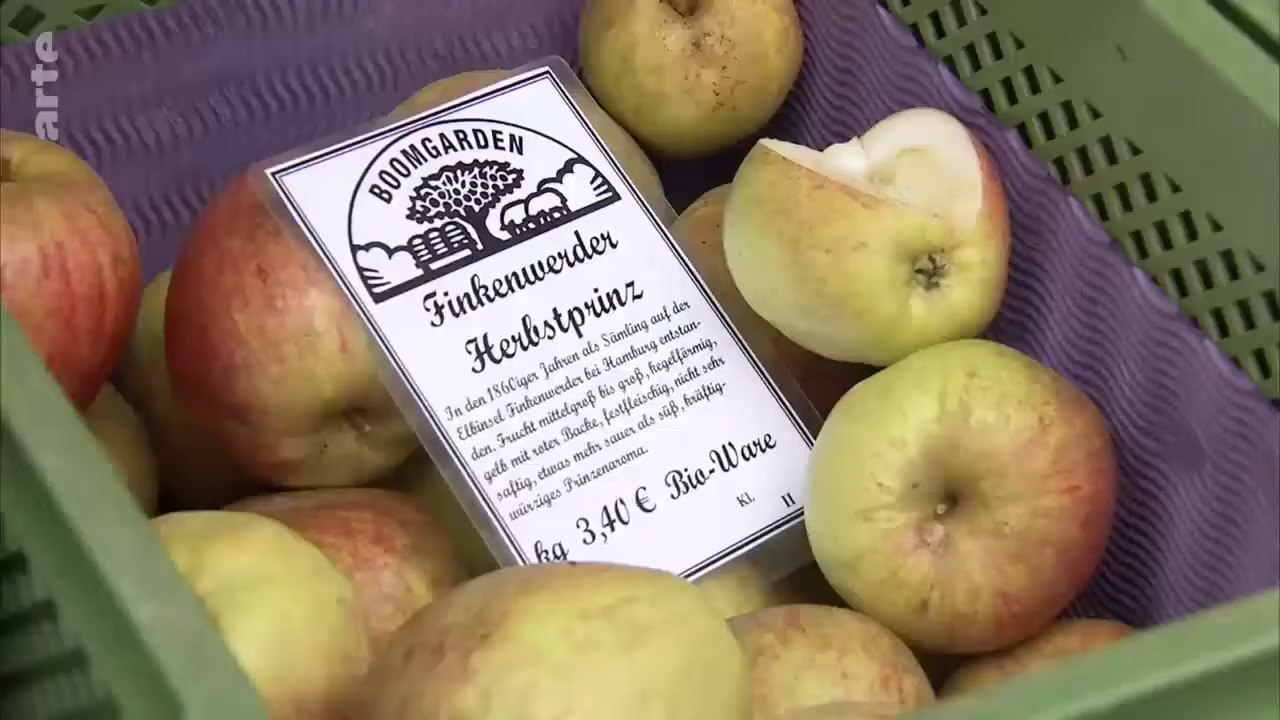 arte
BOOMGARDEN
Finkenwerder
Herbstprinz
In den 1860iger Jahren als Sämling auf der
Elbinsel Finkenwerder bei Hamburg entstan-
den. Frucht mittelgroß bis groß, kegelförmig,
gelb mit roter Backe, festfleischig, nicht sehr
saftig, etwas mehr sauer als süß, kräftig-
würziges Prinzenaroma.
kg 3,40 € Bio-Ware
Kl. II